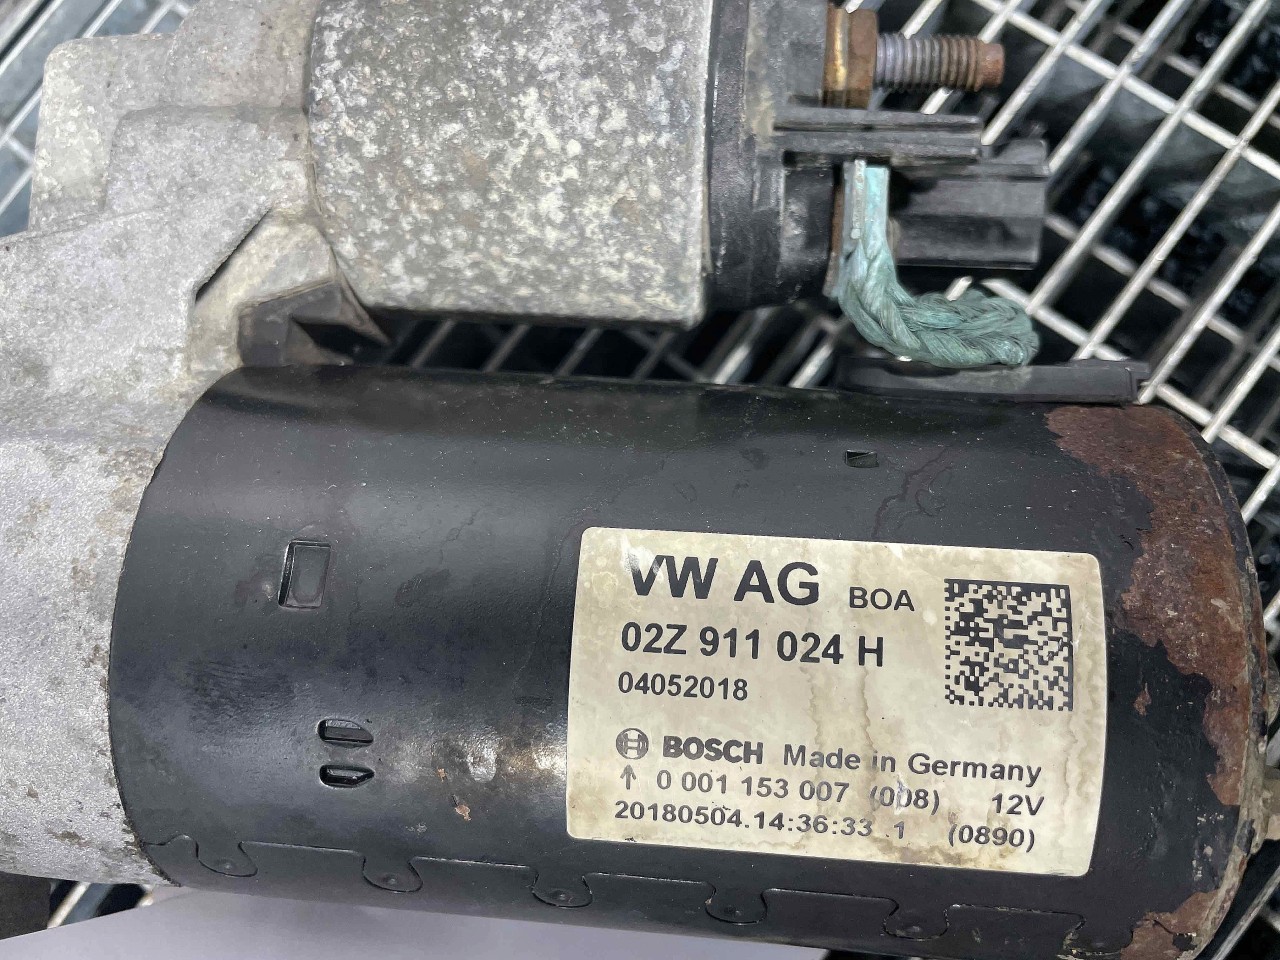 VW AG BOA
02Z 911 024 H
04052018
BOSCH Made in Germany
↑ 0 001 153 007 (008) 12V
20180504.14:36:33 .1 (0890)